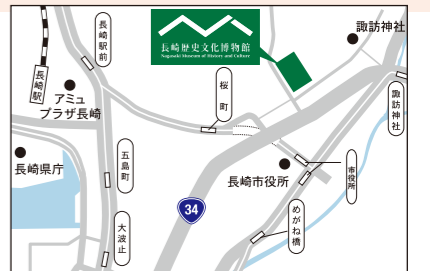 長崎歴史文化博物館
Nagasaki Museum of History and Culture
諏訪神社
長崎駅前
長崎駅
アミュ
プラザ長崎
桜町
諏訪神社
五島町
長崎県庁
長崎市役所
市役所
34
めがね橋
大波止